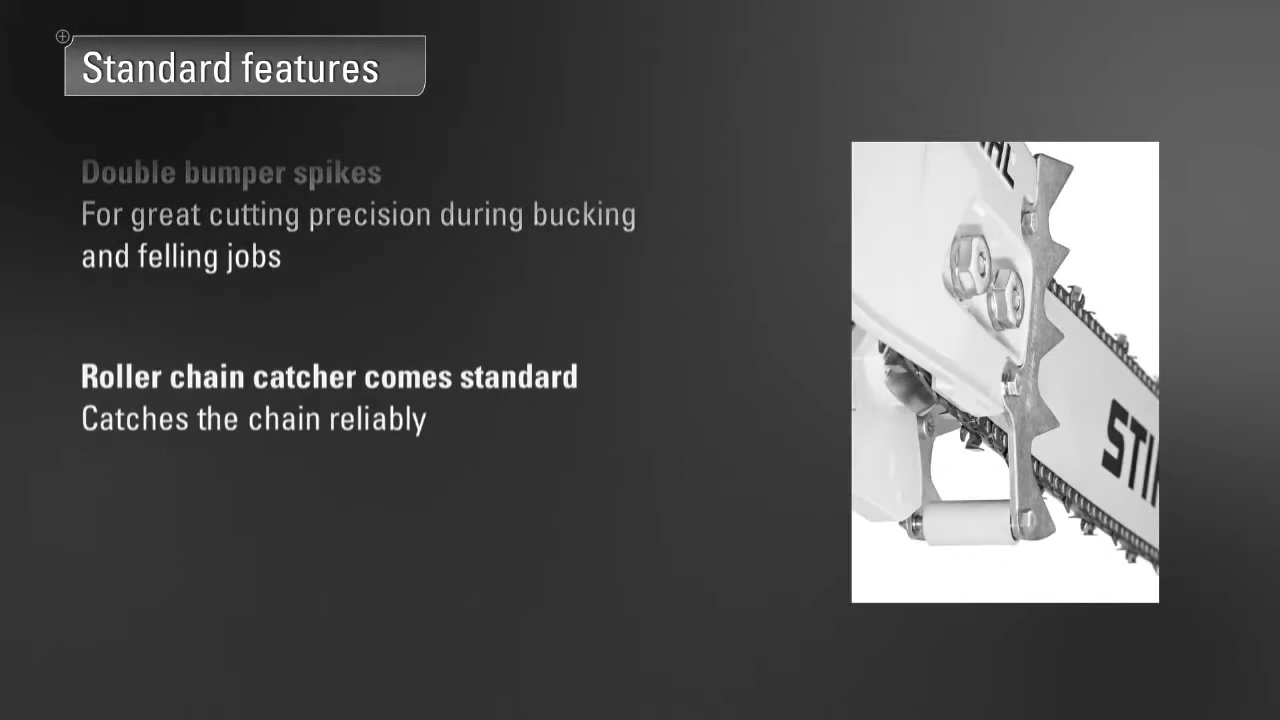 Standard features
Double bumper spikes
For great cutting precision during bucking
and felling jobs
Roller chain catcher comes standard
Catches the chain reliably